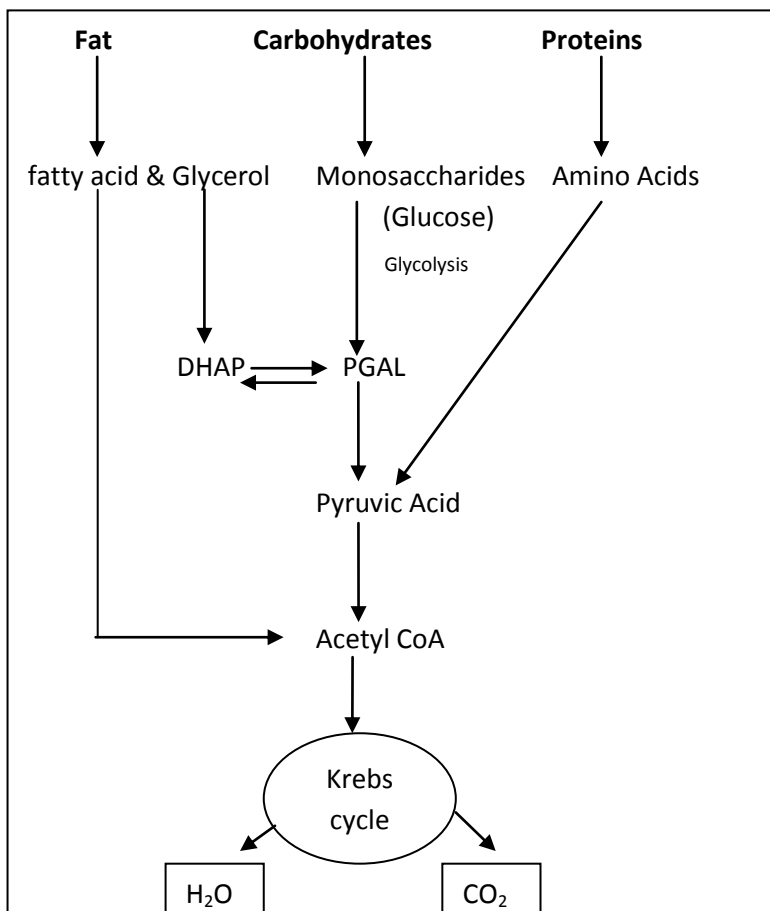 Fat Carbohydrates Proteins
fatty acid & Glycerol Monosaccharides Amino Acids
(Glucose)
Glycolysis
DHAP PGAL
Pyruvic Acid
Acetyl CoA
Krebs
cycle
H₂O CO₂